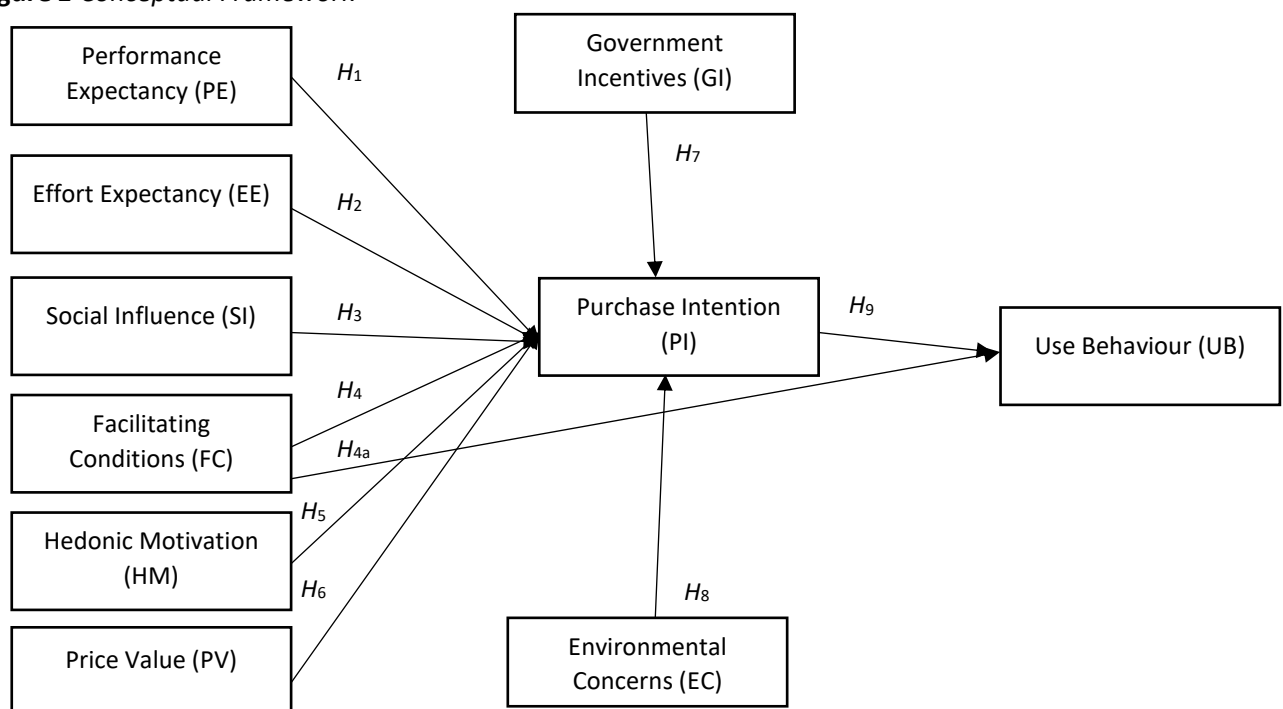 Conceptual Framework
Performance
Expectancy (PE)
H1
Government
Incentives (GI)
H7
Effort Expectancy (EE)
H2
Social Influence (SI)
H3
Purchase Intention
(PI)
H9
Use Behaviour (UB)
Facilitating
Conditions (FC)
H4
H4a
Hedonic Motivation
(HM)
H5
H6
H8
Price Value (PV)
Environmental
Concerns (EC)